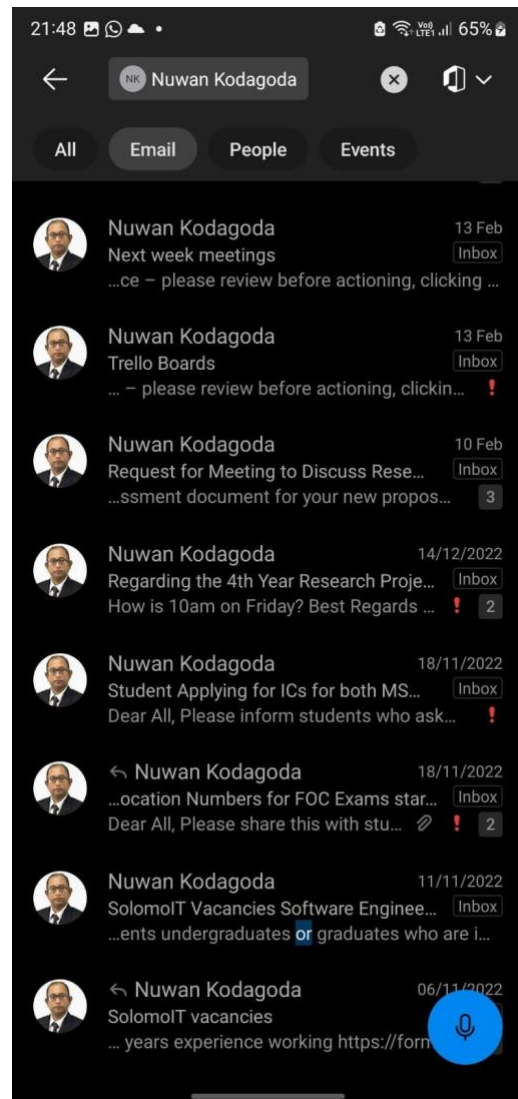 21:48 65%
NK Nuwan Kodagoda
All Email People Events
Nuwan Kodagoda 13 Feb
Next week meetings Inbox
...ce – please review before actioning, clicking ...
Nuwan Kodagoda 13 Feb
Trello Boards Inbox
... – please review before actioning, clickin... !
Nuwan Kodagoda 10 Feb
Request for Meeting to Discuss Rese... Inbox
...ssment document for your new propos... 3
Nuwan Kodagoda 14/12/2022
Regarding the 4th Year Research Proje... Inbox
How is 10am on Friday? Best Regards ... ! 2
Nuwan Kodagoda 18/11/2022
Student Applying for ICs for both MS... Inbox
Dear All, Please inform students who ask... !
Nuwan Kodagoda 18/11/2022
...ocation Numbers for FOC Exams star... Inbox
Dear All, Please share this with stu... ! 2
Nuwan Kodagoda 11/11/2022
SolomoIT Vacancies Software Enginee... Inbox
...ents undergraduates or graduates who are i...
Nuwan Kodagoda 06/11/2022
SolomoIT vacancies
... years experience working https://forn